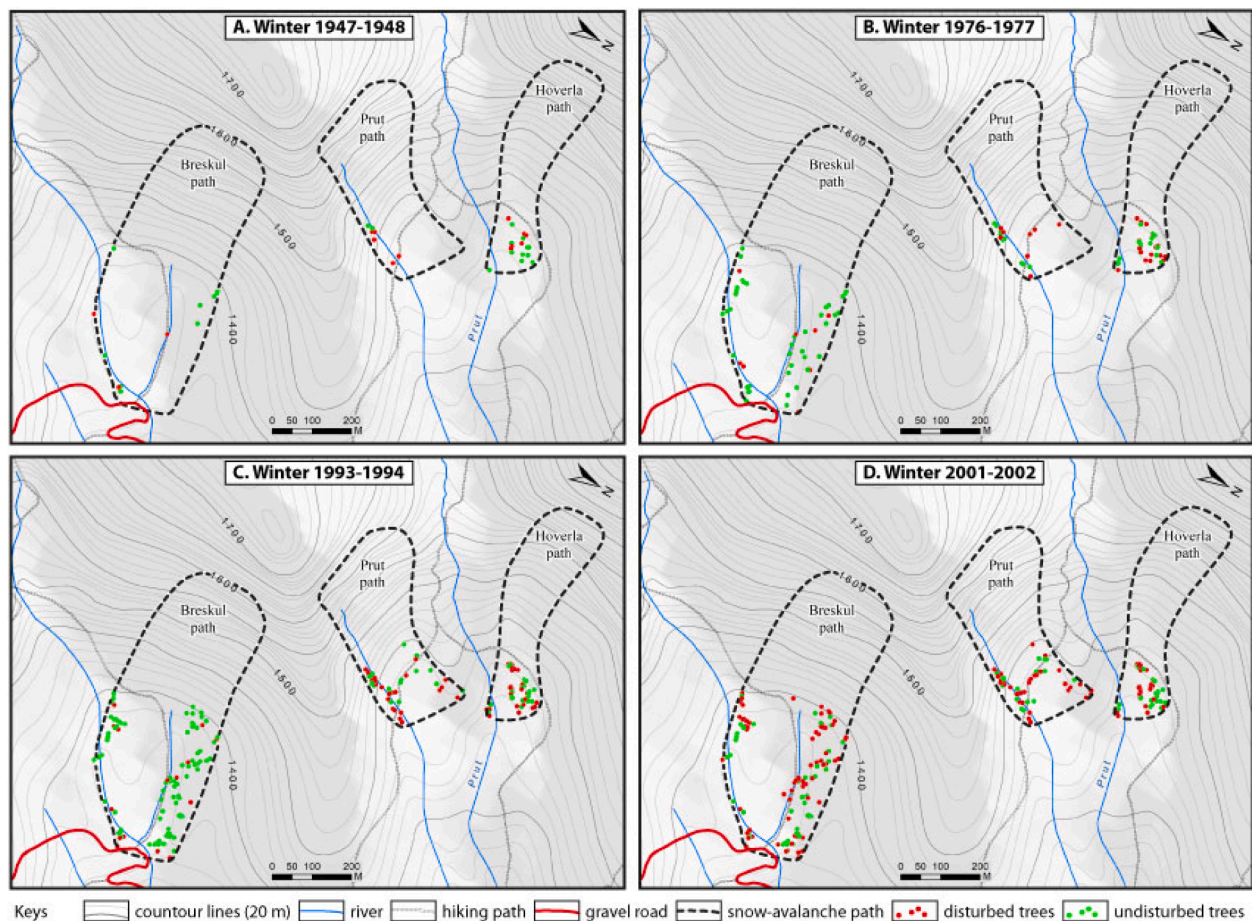 A. Winter 1947-1948
N
1700
Hoverla
path
Prut
path
1600
Breskul
path
1500
1400
Prut
0 50 100 200
M
B. Winter 1976-1977
N
1700
Hoverla
path
Prut
path
1600
Breskul
path
1500
1400
Prut
0 50 100 200
M
C. Winter 1993-1994
N
1700
Hoverla
path
Prut
path
1600
Breskul
path
1500
1400
Prut
0 50 100 200
M
D. Winter 2001-2002
N
1700
Hoverla
path
Prut
path
1600
Breskul
path
1500
1400
Prut
0 50 100 200
M
Keys countour lines (20 m) river hiking path gravel road snow-avalanche path disturbed trees undisturbed trees